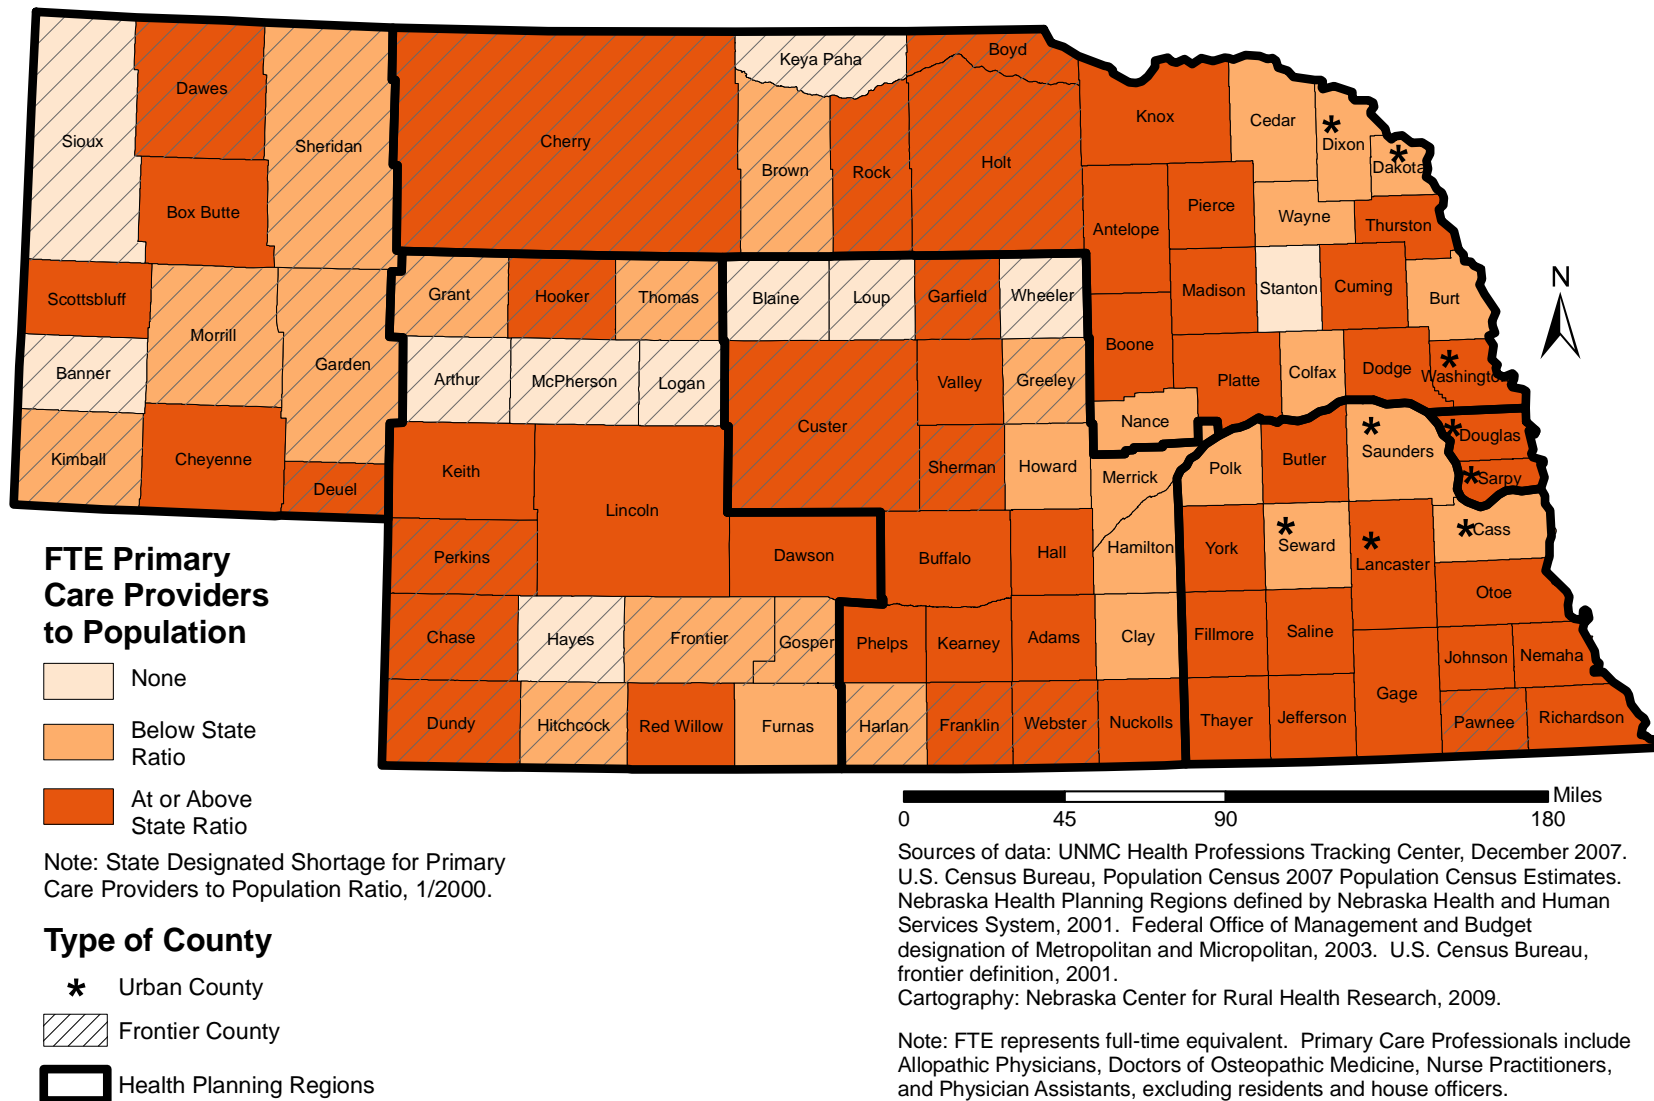 Boyd
Keya Paha
Dawes
Knox
Cedar
Sioux
Cherry
Sheridan
Dixon
Holt
Dakota
Brown
Rock
Box Butte
Pierce
Wayne
Thurston
Antelope
Scottsbluff
Grant
Hooker
Thomas
Blaine
Loup
Garfield
Wheeler
Madison
Stanton
Cuming
Burt
N
Morrill
Garden
Boone
Banner
Arthur
McPherson
Logan
Valley
Greeley
Platte
Colfax
Dodge
Washington
Custer
Nance
Kimball
Cheyenne
Keith
Sherman
Howard
Merrick
Polk
Butler
Saunders
Douglas
Sarpy
Deuel
Lincoln
Perkins
Dawson
Buffalo
Hall
Hamilton
York
Seward
Lancaster
Cass
Otoe
Chase
Hayes
Frontier
Gosper
Phelps
Kearney
Adams
Clay
Fillmore
Saline
Johnson
Nemaha
Gage
Dundy
Hitchcock
Red Willow
Furnas
Harlan
Franklin
Webster
Nuckolls
Thayer
Jefferson
Pawnee
Richardson
FTE Primary
Care Providers
to Population
None
Below State
Ratio
At or Above
State Ratio
Note: State Designated Shortage for Primary
Care Providers to Population Ratio, 1/2000.
Type of County
* Urban County
Frontier County
Health Planning Regions
Miles
0 45 90 180
Sources of data: UNMC Health Professions Tracking Center, December 2007.
U.S. Census Bureau, Population Census 2007 Population Census Estimates.
Nebraska Health Planning Regions defined by Nebraska Health and Human
Services System, 2001. Federal Office of Management and Budget
designation of Metropolitan and Micropolitan, 2003. U.S. Census Bureau,
frontier definition, 2001.
Cartography: Nebraska Center for Rural Health Research, 2009.
Note: FTE represents full-time equivalent. Primary Care Professionals include
Allopathic Physicians, Doctors of Osteopathic Medicine, Nurse Practitioners,
and Physician Assistants, excluding residents and house officers.